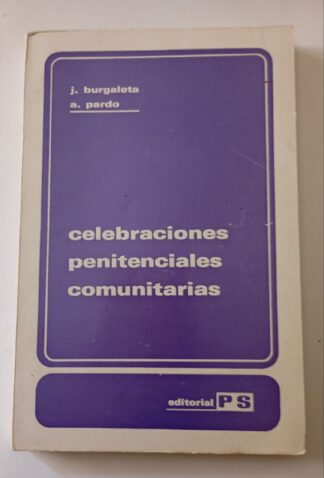 j. burgaleta
a. pardo
celebraciones
penitenciales
comunitarias
editorial PS